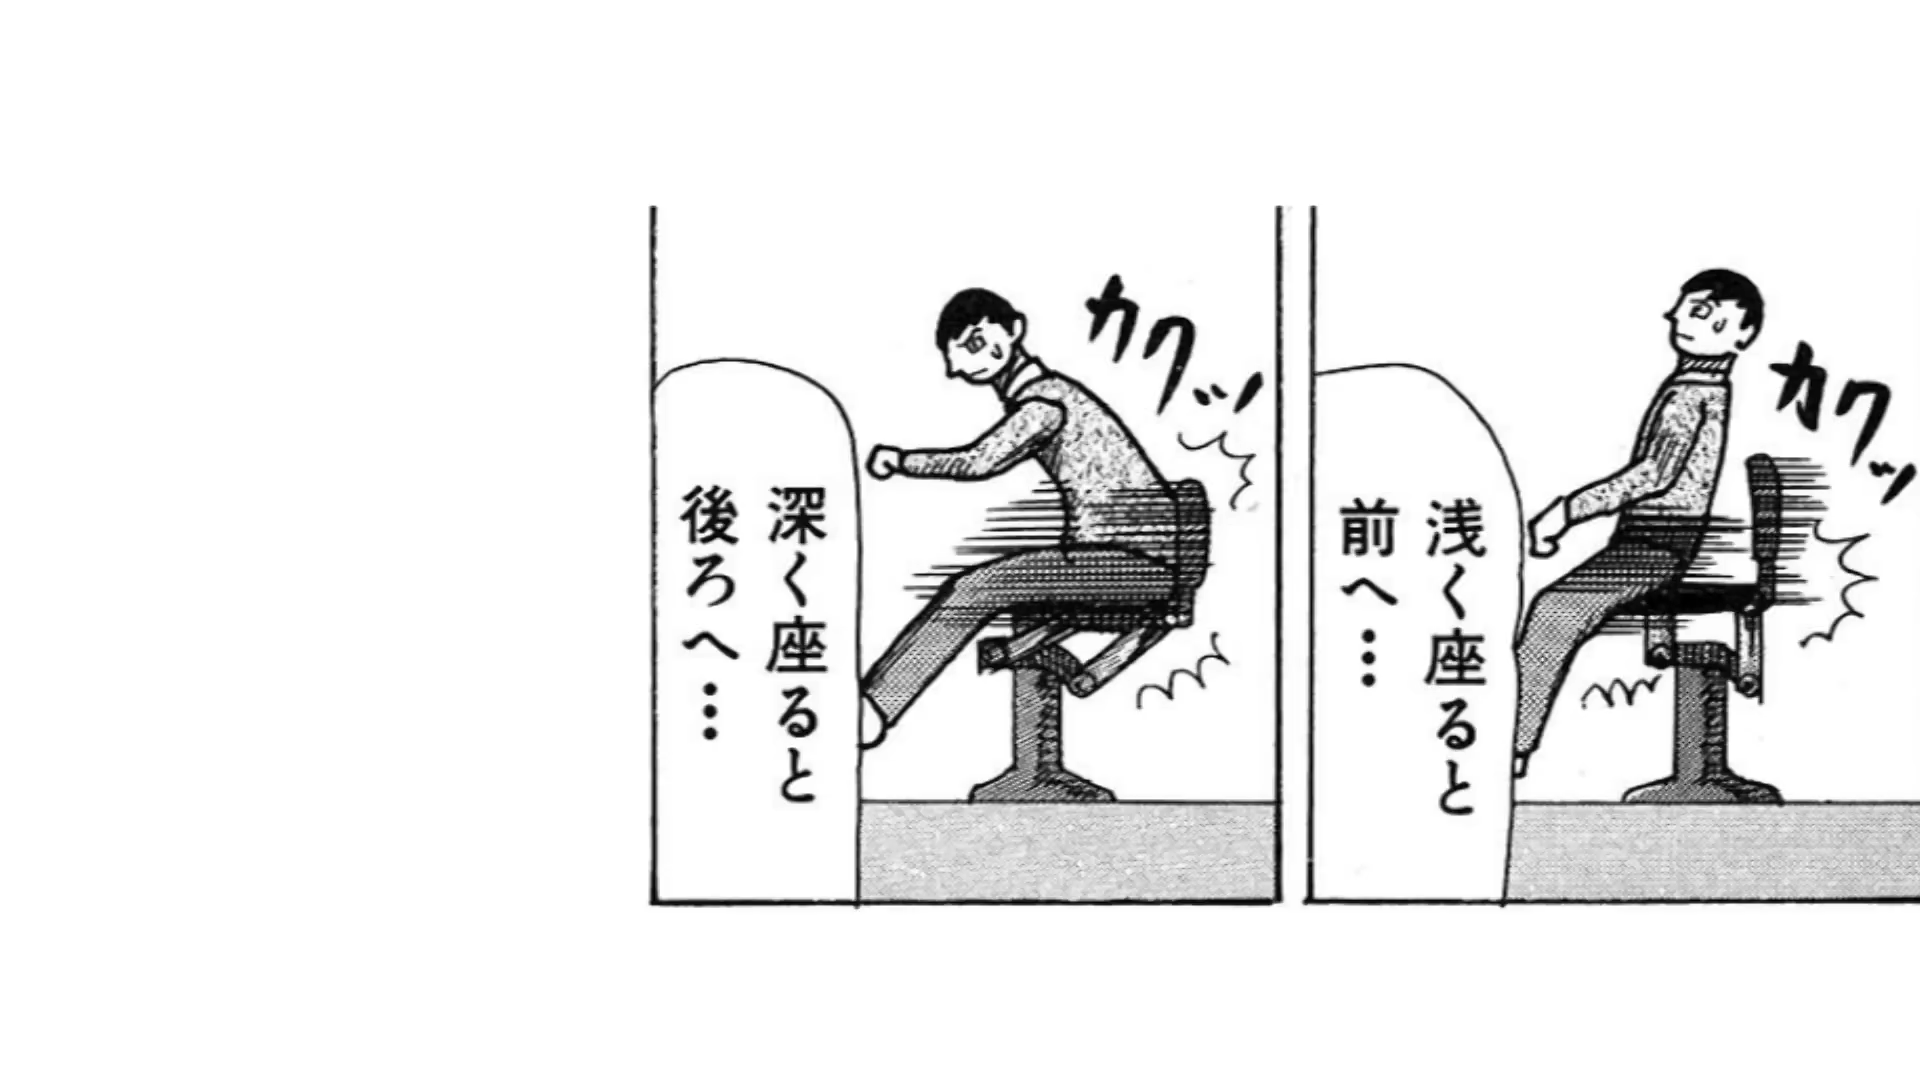 カクッ
浅く座ると
前へ…
カクッ
深く座ると
後ろへ…